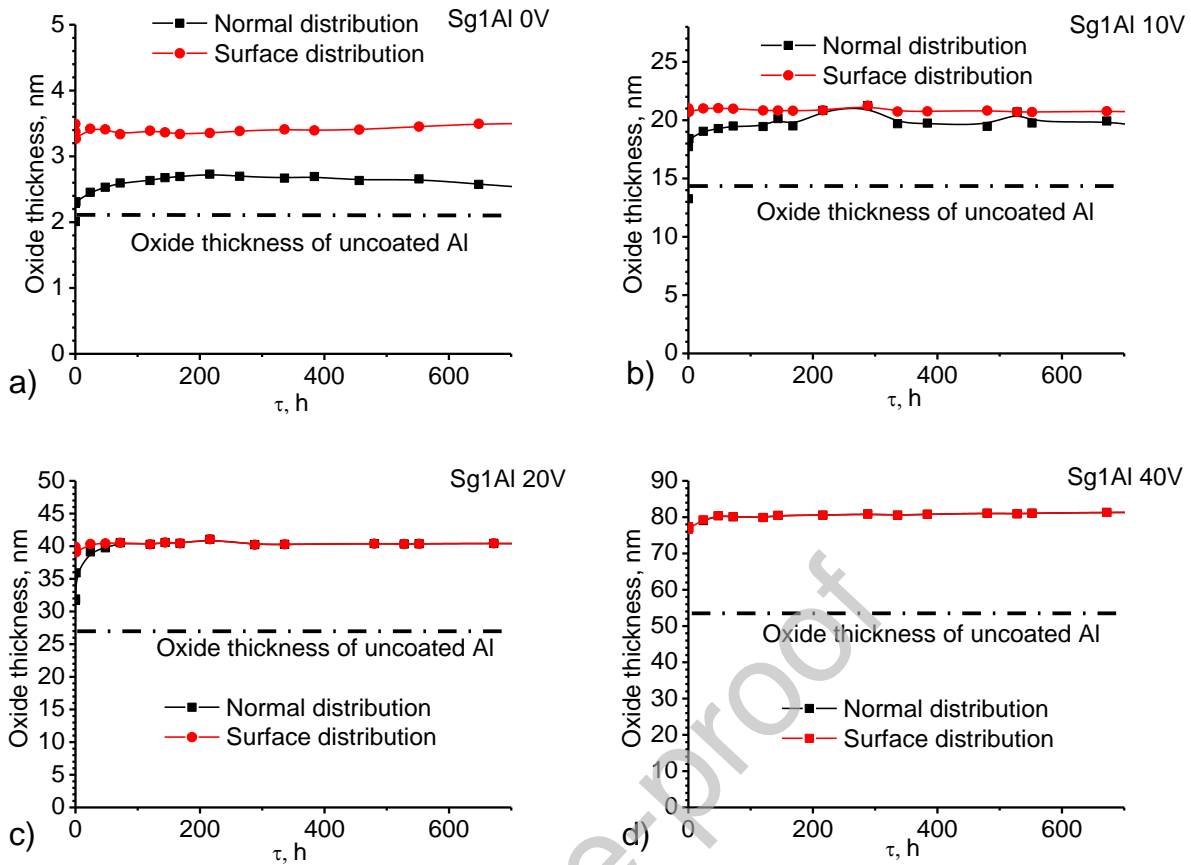 Sg1Al 0V
Normal distribution
Surface distribution
Oxide thickness, nm
5
4
3
2
1
0
Oxide thickness of uncoated Al
0 200 400 600
τ, h
a)
Sg1Al 10V
Normal distribution
Surface distribution
Oxide thickness, nm
25
20
15
10
5
0
Oxide thickness of uncoated Al
0 200 400 600
τ, h
b)
Sg1Al 20V
Oxide thickness, nm
50
45
40
35
30
25
20
15
10
5
0
Oxide thickness of uncoated Al
Normal distribution
Surface distribution
0 200 400 600
τ, h
c)
Sg1Al 40V
Oxide thickness, nm
90
80
70
60
50
40
30
20
10
0
Oxide thickness of uncoated Al
Normal distribution
Surface distribution
0 200 400 600
τ, h
d)
e-proof